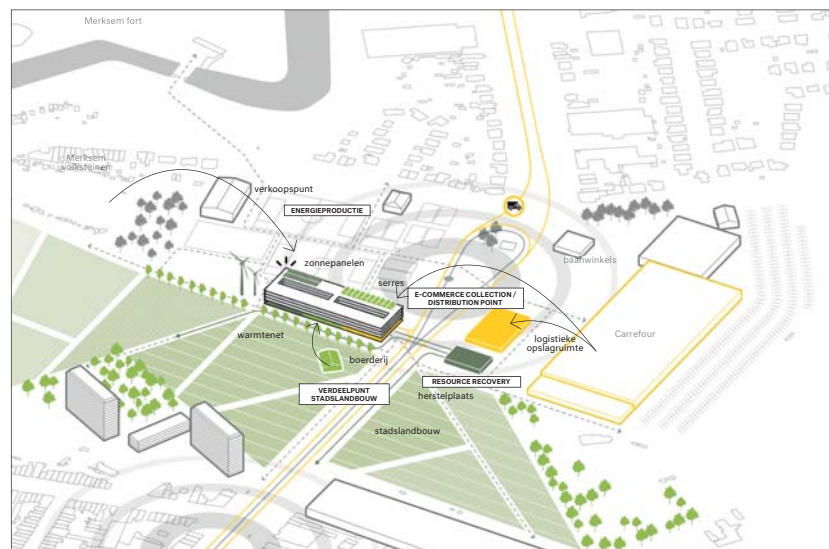 Merksem fort
Merksem
volkstuinen
verkoopspunt
ENERGIEPRODUCTIE
zonnepanelen
serres
baanwinkels
E-COMMERCE COLLECTION /
DISTRIBUTION POINT
Carrefour
warmtenet
logistieke
opslagruimte
boerderij
RESOURCE RECOVERY
VERDEELPUNT
STADSLANDBOUW
herstelplaats
stadslandbouw